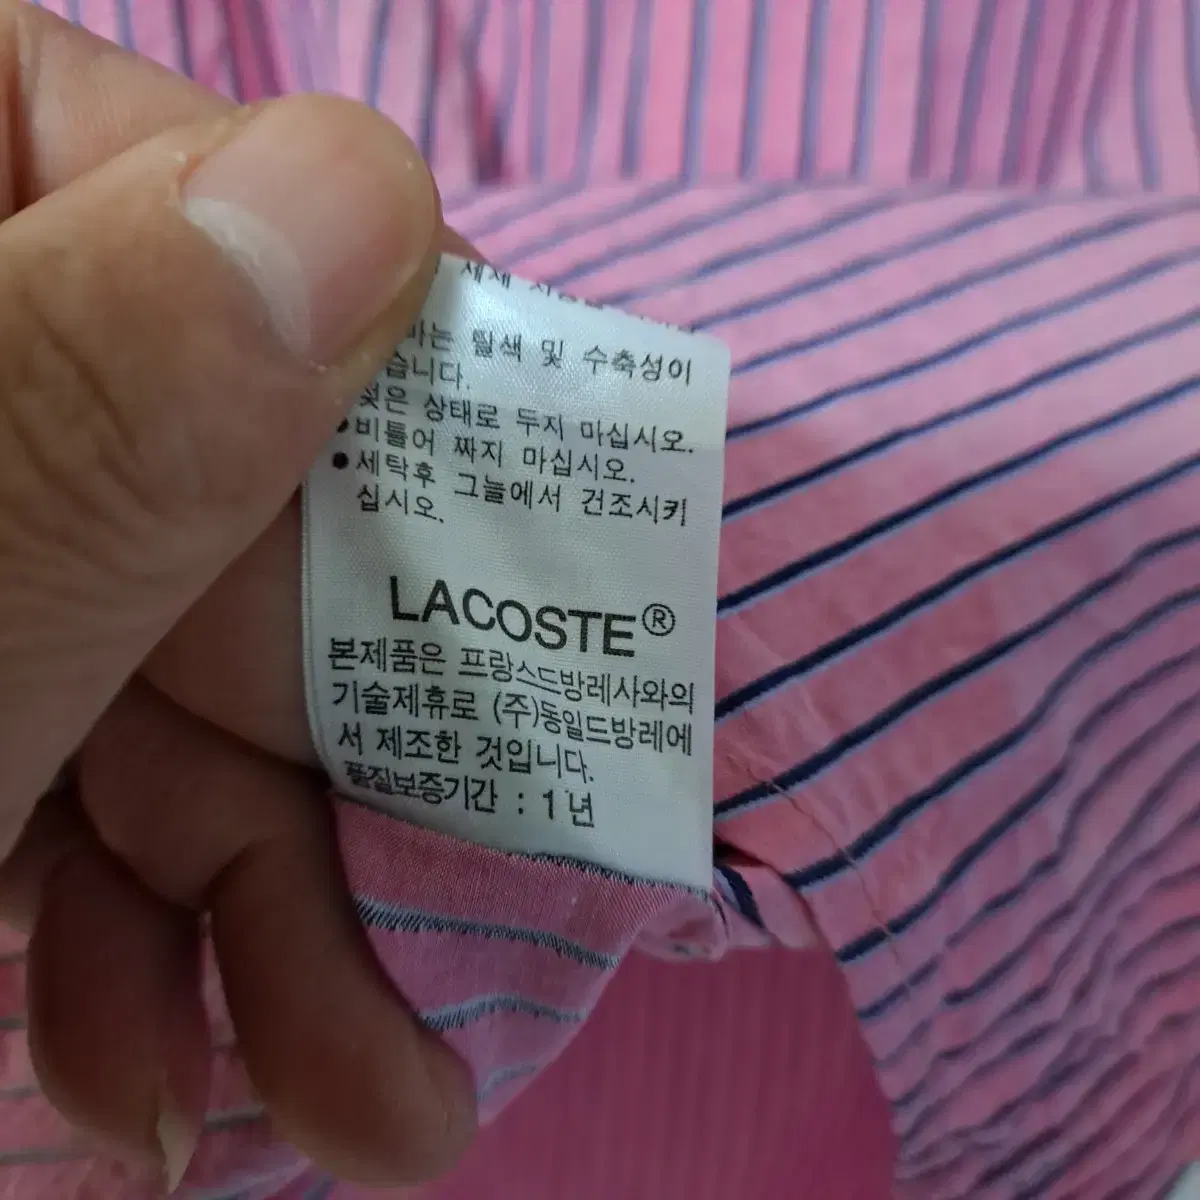 세제
바는 탈색 및 수축성이
습니다.
젖은 상태로 두지 마십시오.
●비틀어 짜지 마십시오.
●세탁후 그늘에서 건조시키
십시오.
LACOSTE®
본제품은 프랑스드방레사와의
기술제휴로 (주)동일드방레에
서 제조한 것입니다.
품질보증기간 : 1년